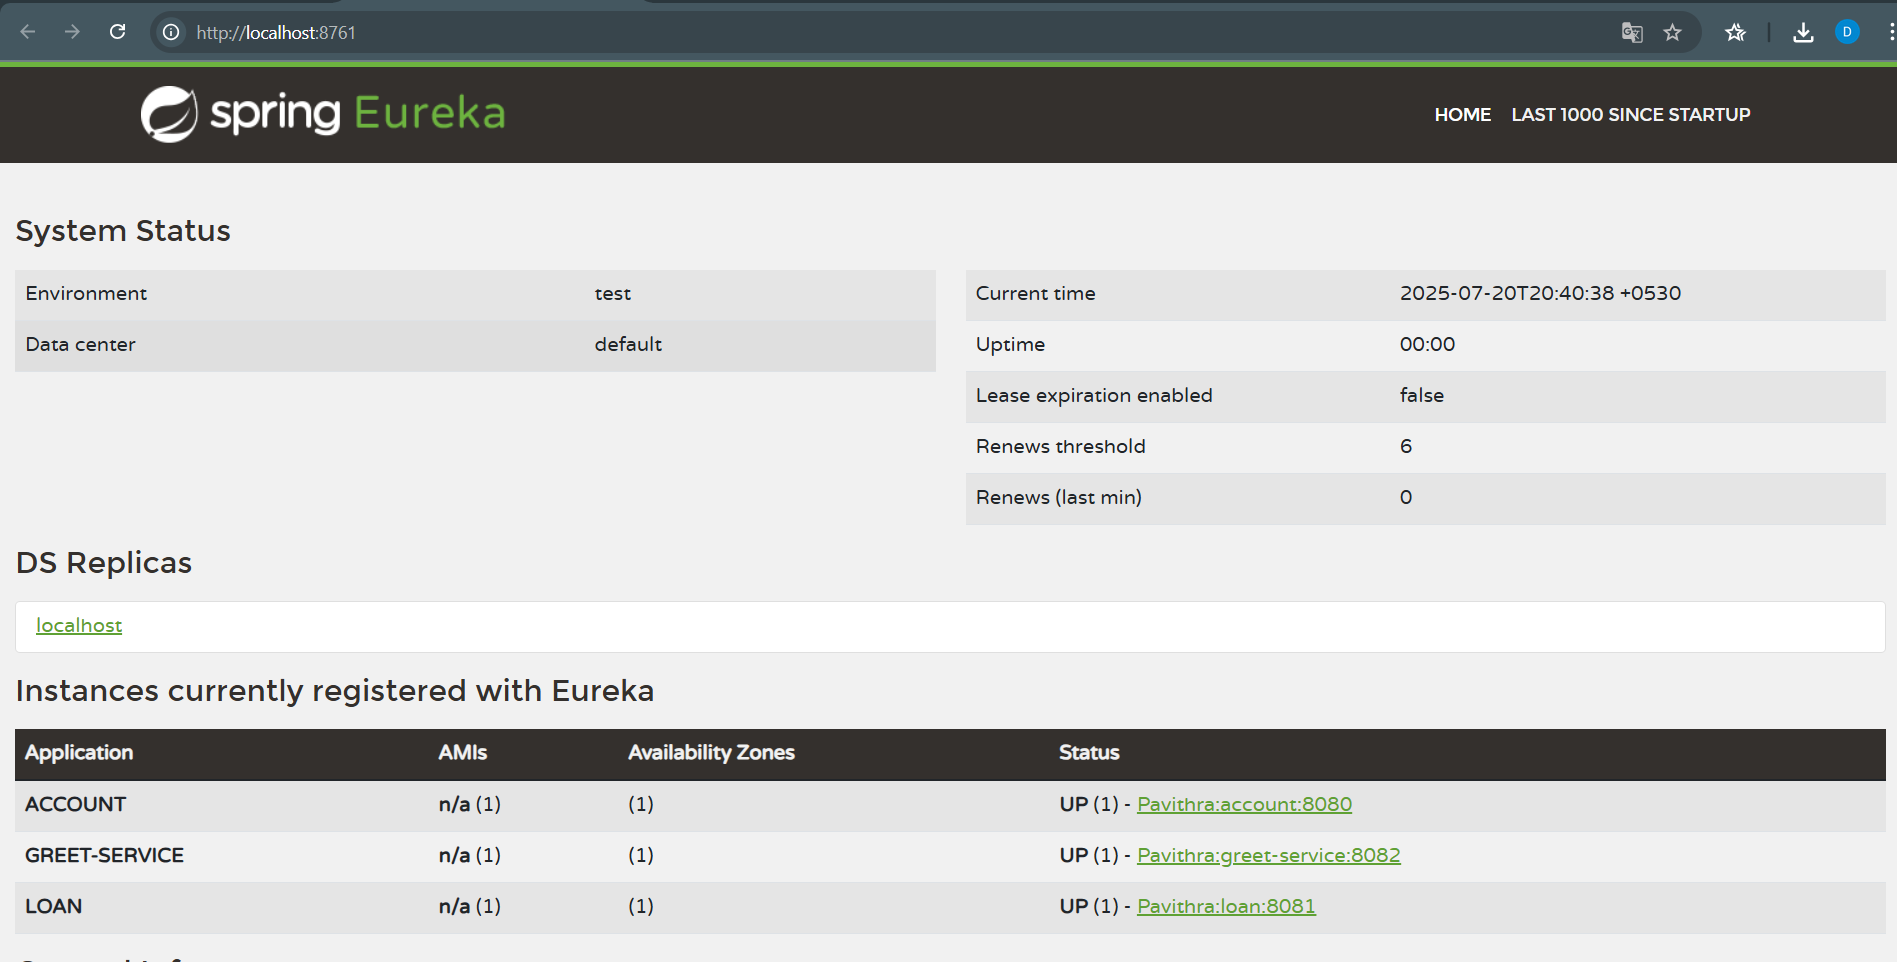 http://localhost:8761
D
spring Eureka
HOME LAST 1000 SINCE STARTUP
System Status
Environment test
Data center default
Current time 2025-07-20T20:40:38 +0530
Uptime 00:00
Lease expiration enabled false
Renews threshold 6
Renews (last min) 0
DS Replicas
localhost
Instances currently registered with Eureka
Application AMIs Availability Zones Status
ACCOUNT n/a (1) (1) UP (1) - Pavithra:account:8080
GREET-SERVICE n/a (1) (1) UP (1) - Pavithra:greet-service:8082
LOAN n/a (1) (1) UP (1) - Pavithra:loan:8081